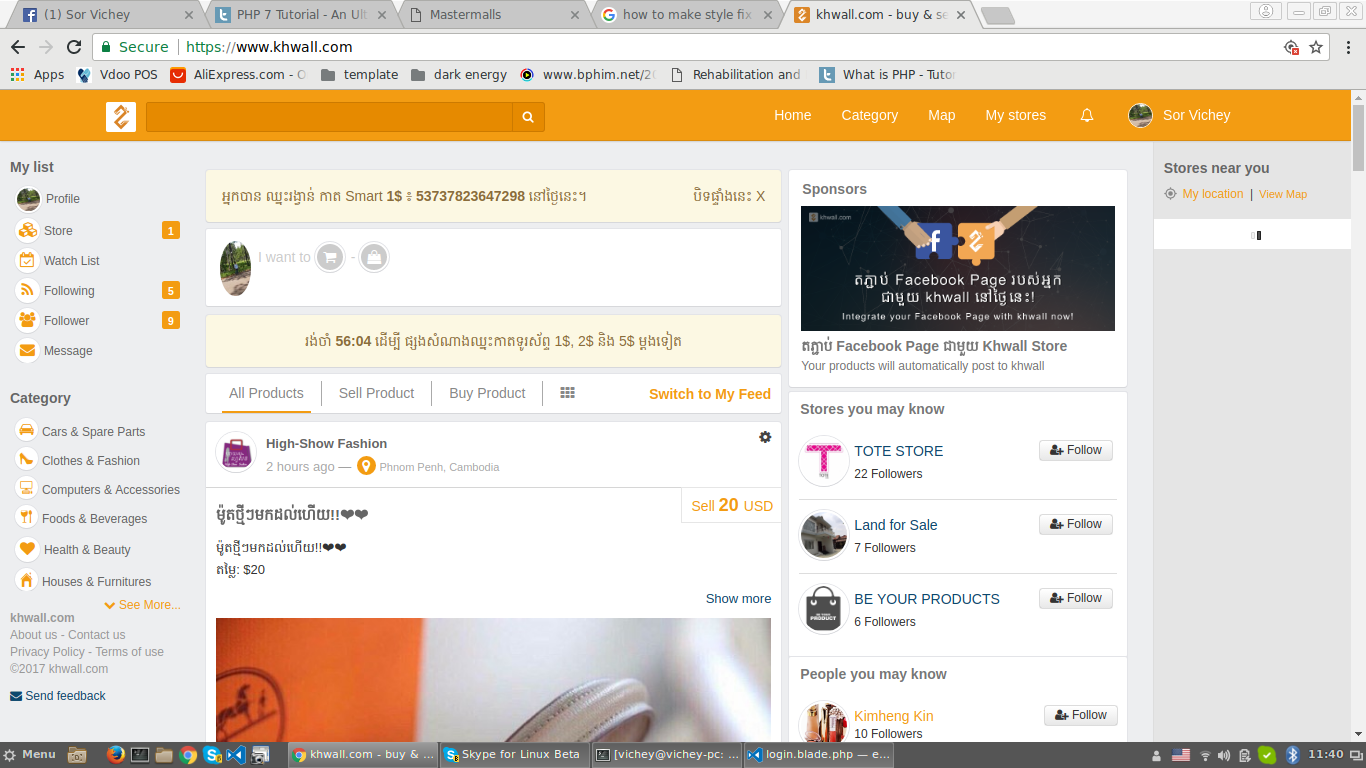 (1) Sor Vichey
PHP 7 Tutorial - An Ult
Mastermalls
how to make style fix
khwall.com - buy & se
Secure
https://www.khwall.com
Apps
Vdoo POS
AliExpress.com - O
template
dark energy
www.bphim.net/20
Rehabilitation and
What is PHP - Tutor
Home
Category
Map
My stores
Sor Vichey
My list
Profile
Store 1
Watch List
Following 5
Follower 9
Message
Category
Cars & Spare Parts
Clothes & Fashion
Computers & Accessories
Foods & Beverages
Health & Beauty
Houses & Furnitures
See More...
khwall.com
About us - Contact us
Privacy Policy - Terms of use
©2017 khwall.com
Send feedback
អ្នកបាន ឈ្នះរង្វាន់ កាត Smart 1$ ៖ 53737823647298 នៅថ្ងៃនេះ។
បិទផ្ទាំងនេះ X
I want to -
រង់ចាំ 56:04 ដើម្បី ផ្សងសំណាងឈ្នះកាតទូរស័ព្ទ 1$, 2$ និង 5$ ម្ដងទៀត
All Products
Sell Product
Buy Product
Switch to My Feed
High-Show Fashion
2 hours ago — Phnom Penh, Cambodia
Sell 20 USD
ម៉ូតថ្មីៗមកដល់ហើយ!!❤❤
ម៉ូតថ្មីៗមកដល់ហើយ!!❤❤
តម្លៃ: $20
Show more
Sponsors
khwall.com
តភ្ជាប់ Facebook Page របស់អ្នក
ជាមួយ khwall នៅថ្ងៃនេះ!
Integrate your Facebook Page with khwall now!
តភ្ជាប់ Facebook Page ជាមួយ Khwall Store
Your products will automatically post to khwall
Stores you may know
TOTE STORE
22 Followers
Follow
Land for Sale
7 Followers
Follow
BE YOUR PRODUCTS
6 Followers
Follow
People you may know
Kimheng Kin
10 Followers
Follow
Stores near you
My location | View Map
Menu
khwall.com - buy & ...
Skype for Linux Beta
[vichey@vichey-pc: ...
login.blade.php — e...
11:40